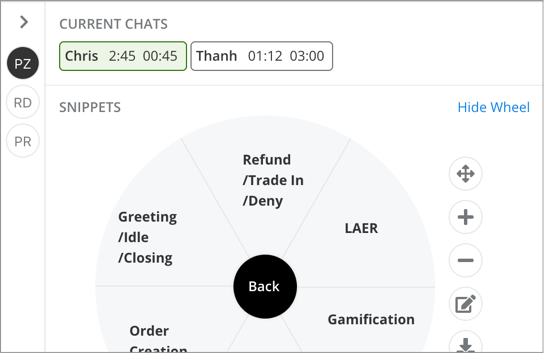 CURRENT CHATS
PZ
Chris 2:45 00:45
Thanh 01:12 03:00
RD
SNIPPETS
Hide Wheel
PR
Refund
/Trade In
/Deny
Greeting
/Idle
/Closing
LAER
Back
Gamification
Order
Creation